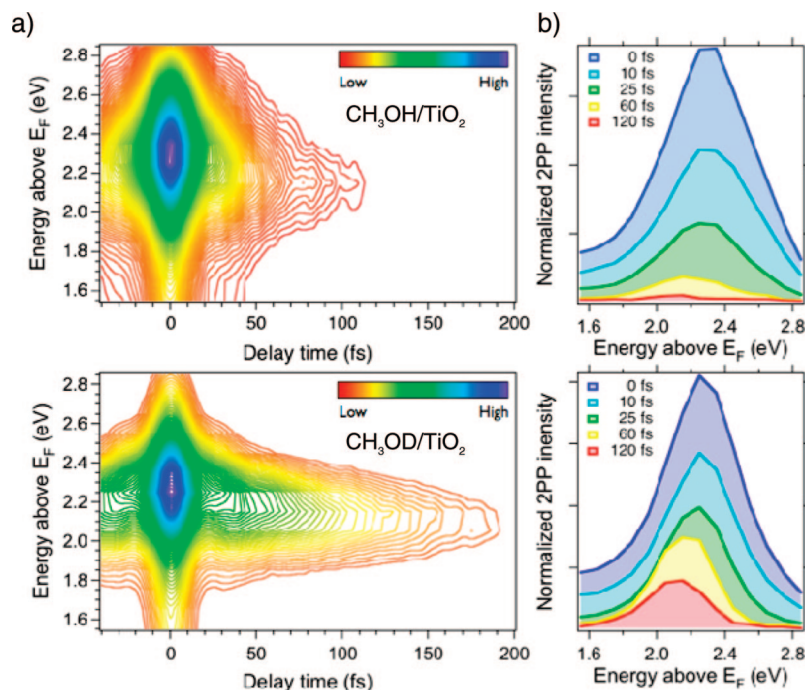 a)
2.8
2.6
2.4
2.2
2.0
1.8
1.6
Energy above E_F (eV)
Low High
CH₃OH/TiO₂
0 50 100 150 200
Delay time (fs)
b)
Normalized 2PP intensity
0 fs
10 fs
25 fs
60 fs
120 fs
1.6 2.0 2.4 2.8
Energy above E_F (eV)
2.8
2.6
2.4
2.2
2.0
1.8
1.6
Energy above E_F (eV)
Low High
CH₃OD/TiO₂
0 50 100 150 200
Delay time (fs)
Normalized 2PP inensity
0 fs
10 fs
25 fs
60 fs
120 fs
1.6 2.0 2.4 2.8
Energy above E_F (eV)